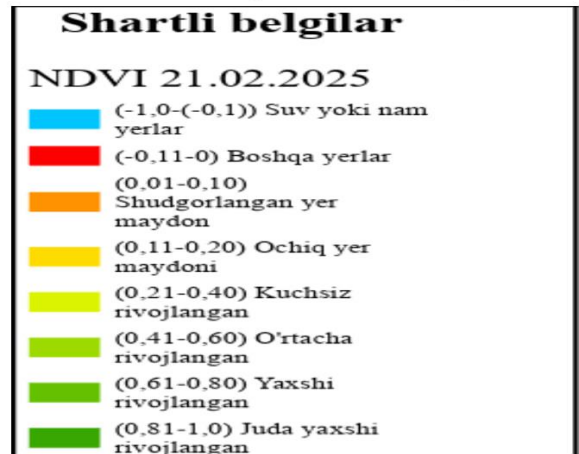 Shartli belgilar
NDVI 21.02.2025
(-1,0-(-0,1)) Suv yoki nam
yerlar
(-0,11-0) Boshqa yerlar
(0,01-0,10)
Shudgorlangan yer
maydon
(0,11-0,20) Ochiq yer
maydoni
(0,21-0,40) Kuchsiz
rivojlangan
(0,41-0,60) O'rtacha
rivojlangan
(0,61-0,80) Yaxshi
rivojlangan
(0,81-1,0) Juda yaxshi
rivojlangan